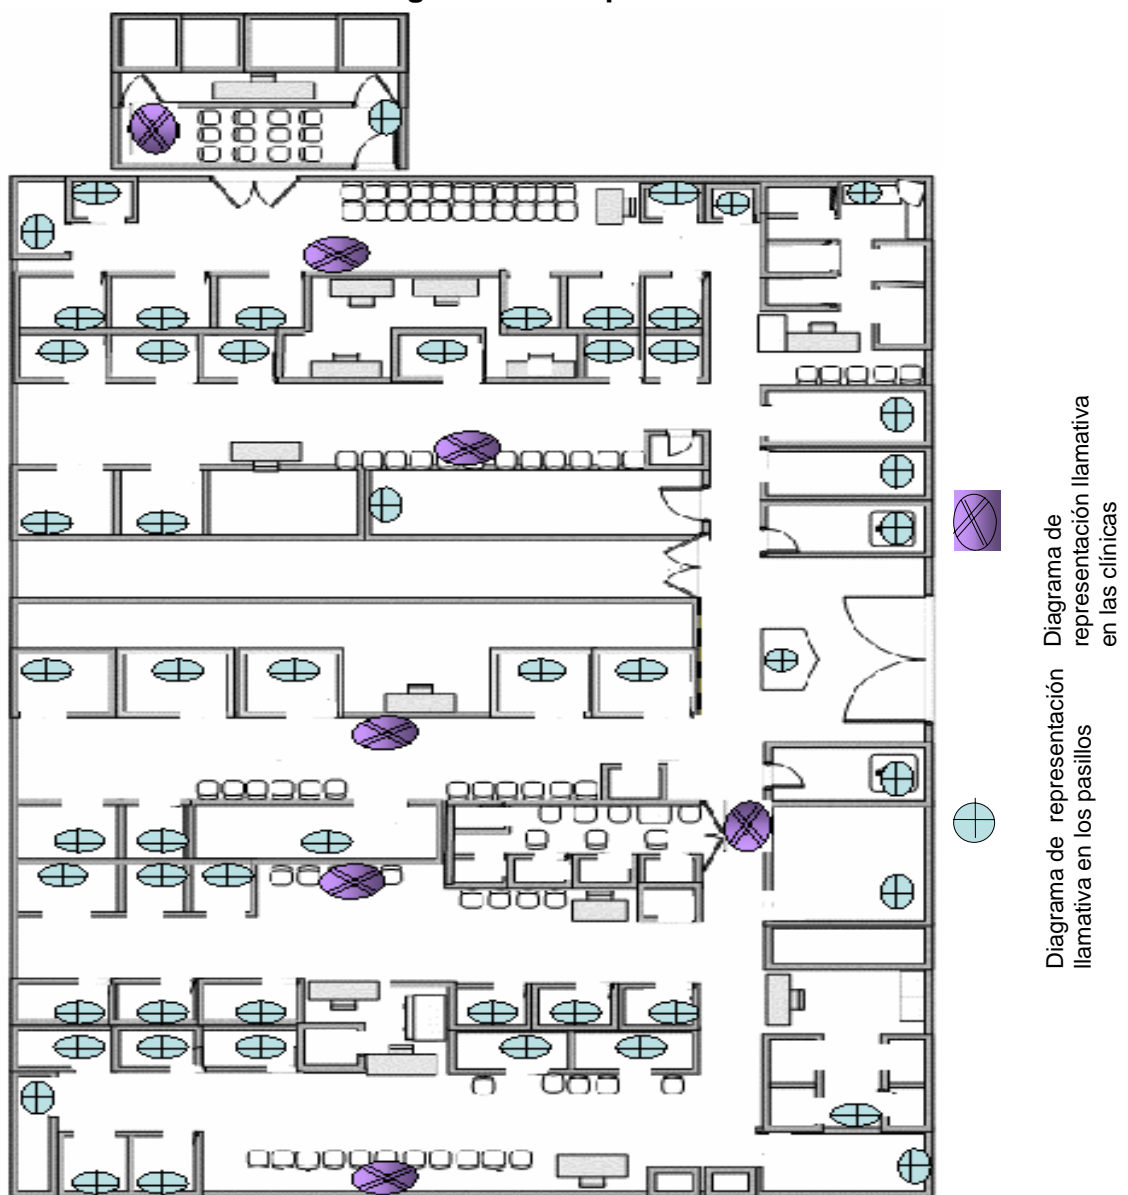 Diagrama de
representación llamativa
en las clínicas
Diagrama de representación
llamativa en los pasillos